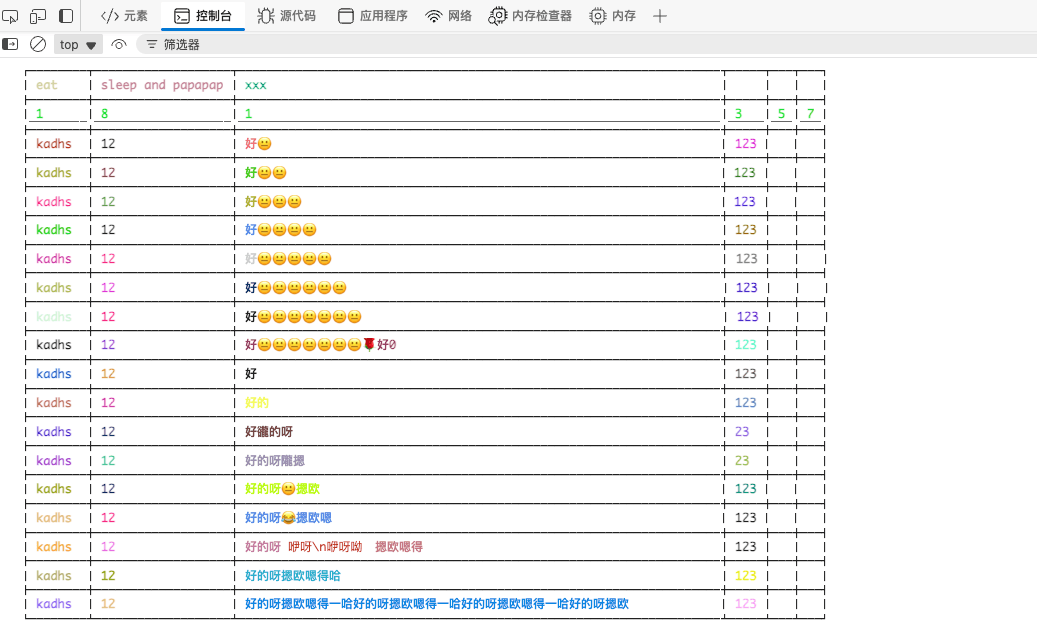 元素 控制台 源代码 应用程序 网络 内存检查器 内存
top 筛选器
eat sleep and papapap xxx
1 8 1 3 5 7
kadhs 12 好😐 123
kadhs 12 好😐😐 123
kadhs 12 好😐😐😐 123
kadhs 12 好😐😐😐😐 123
kadhs 12 好😐😐😐😐😐 123
kadhs 12 好😐😐😐😐😐😐 123
kadhs 12 好😐😐😐😐😐😐😐 123
kadhs 12 好😐😐😐😐😐😐😐🌹好0 123
kadhs 12 好 123
kadhs 12 好的 123
kadhs 12 好的呀 23
kadhs 12 好的呀 23
kadhs 12 好的呀😐摁欧 123
kadhs 12 好的呀😂摁欧嗯 123
kadhs 12 好的呀 咿呀\n咿呀呦 摁欧嗯得 123
kadhs 12 好的呀摁欧嗯得哈 123
kadhs 12 好的呀摁欧嗯得一哈好的呀摁欧嗯得一哈好的呀摁欧嗯得一哈好的呀摁欧 123